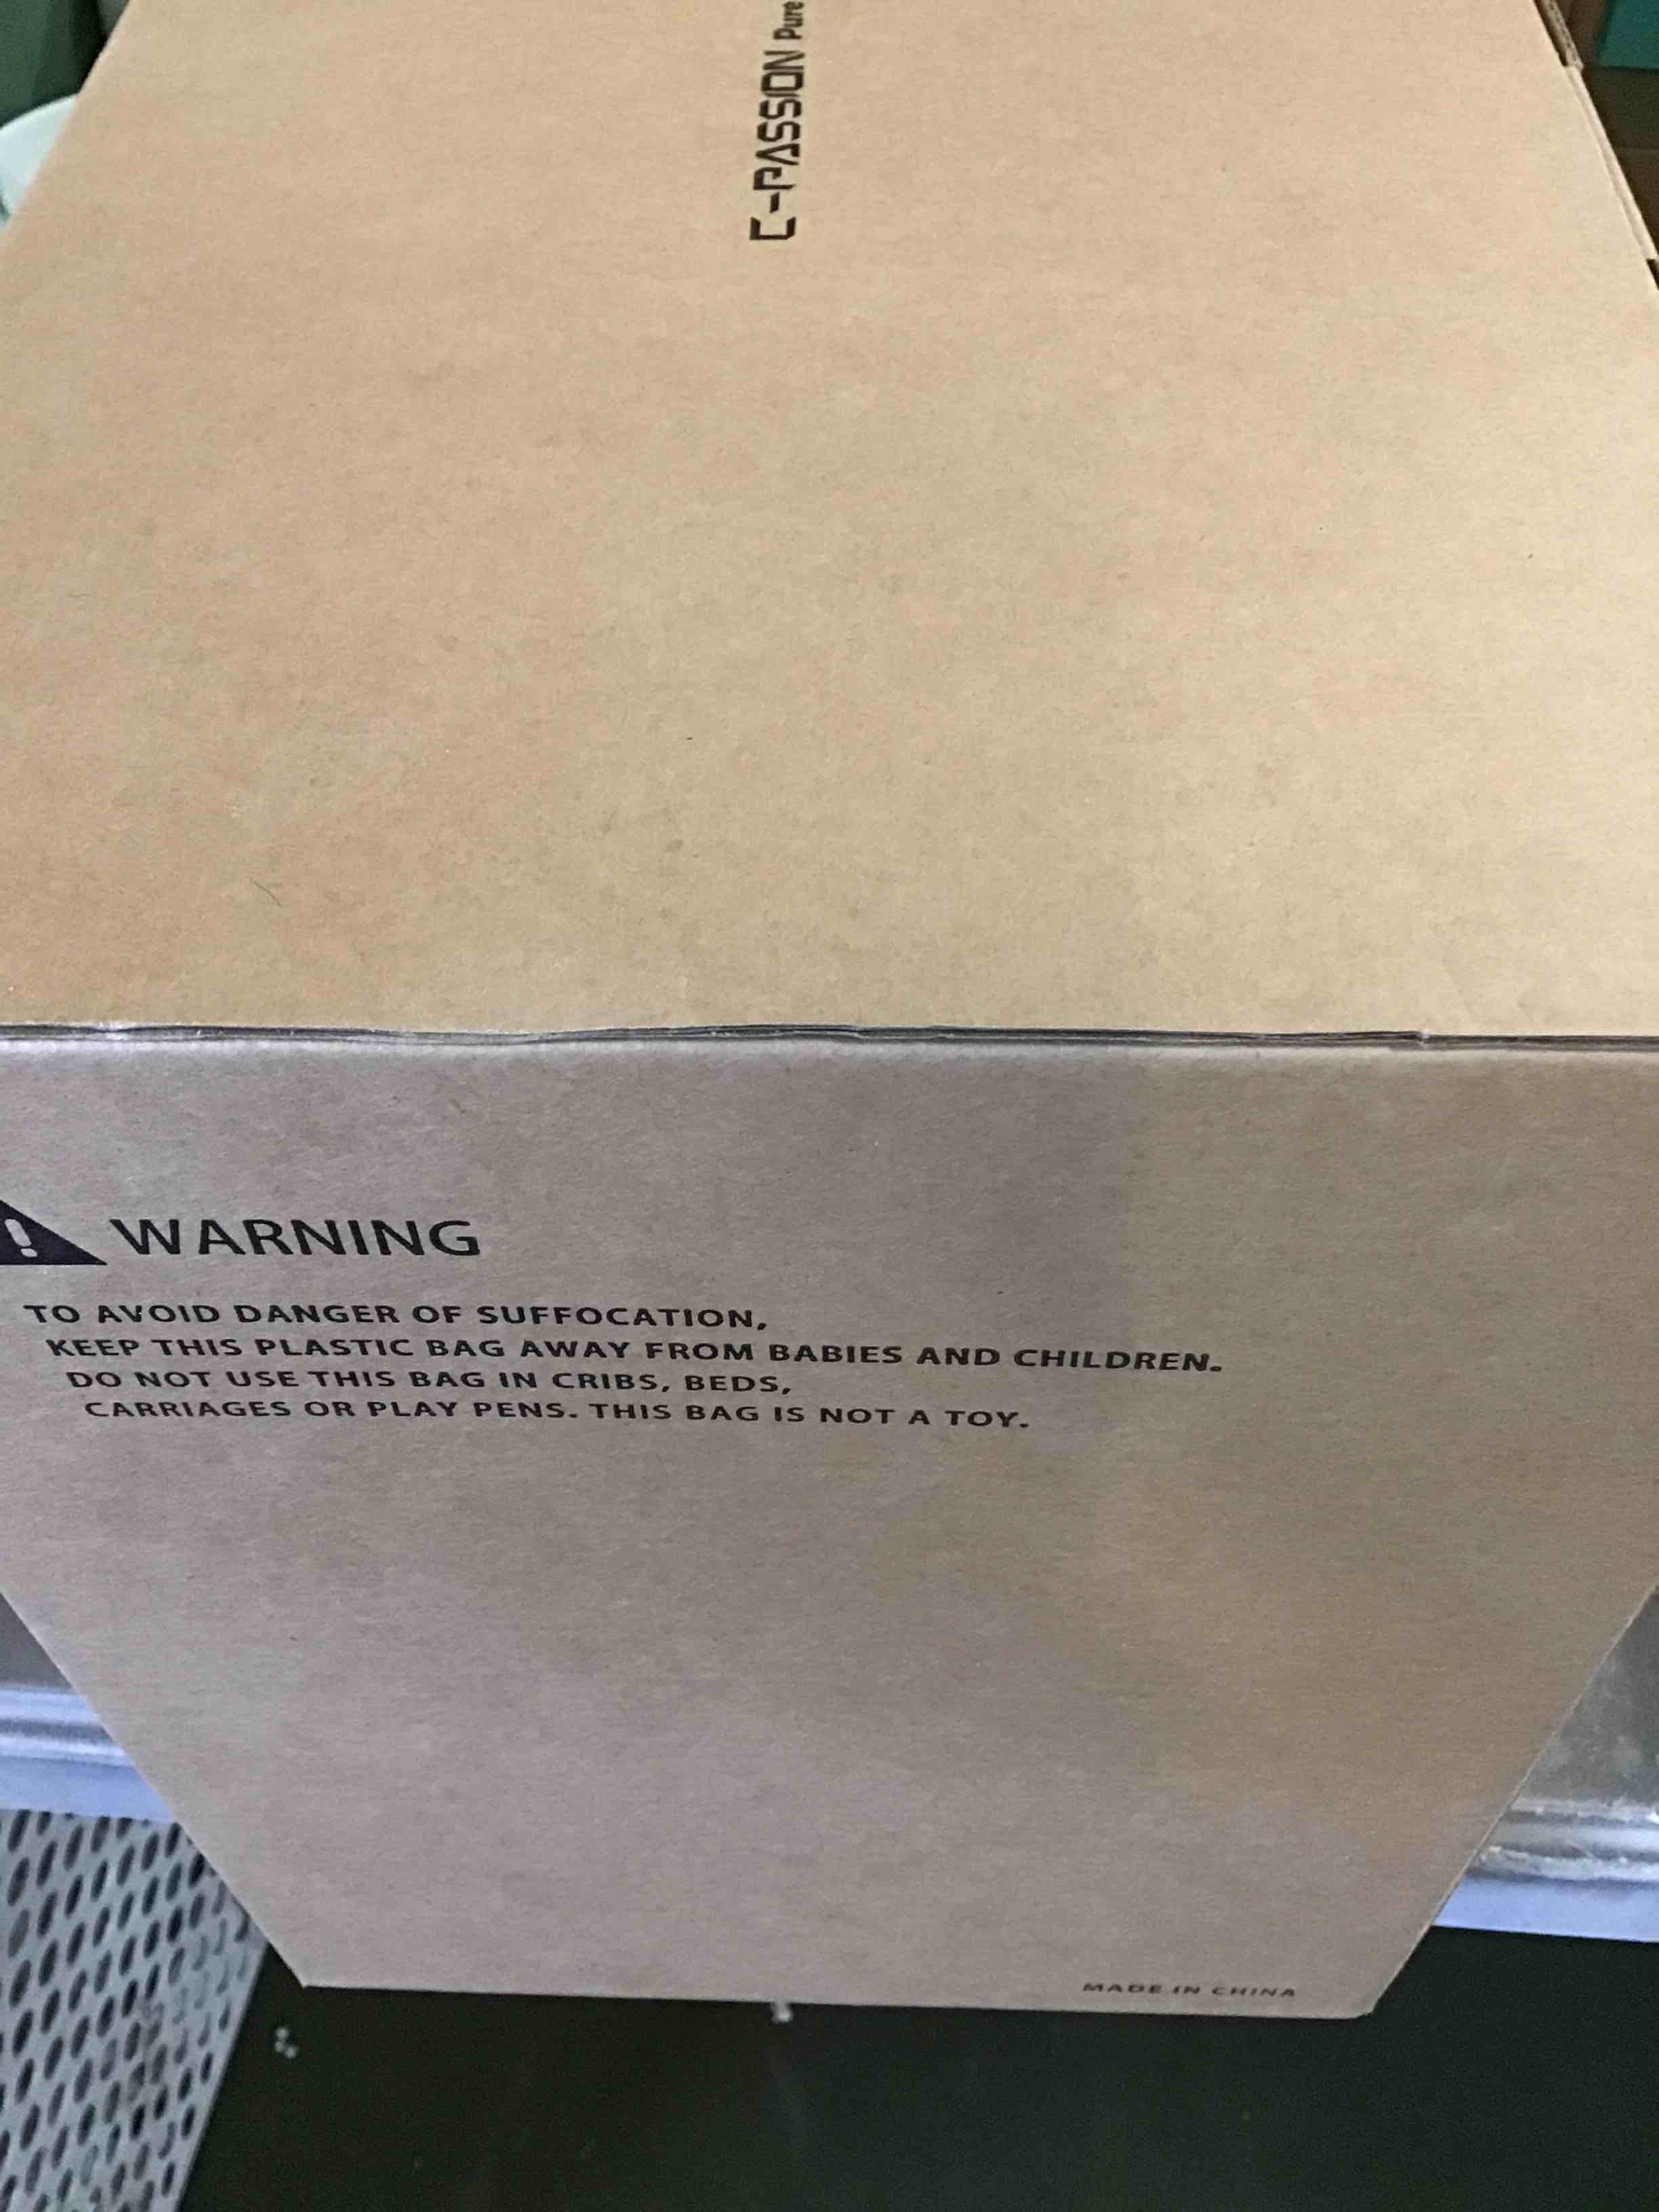 C-PASSION Pure
WARNING
TO AVOID DANGER OF SUFFOCATION,
KEEP THIS PLASTIC BAG AWAY FROM BABIES AND CHILDREN.
DO NOT USE THIS BAG IN CRIBS, BEDS,
CARRIAGES OR PLAY PENS. THIS BAG IS NOT A TOY.
MADE IN CHINA